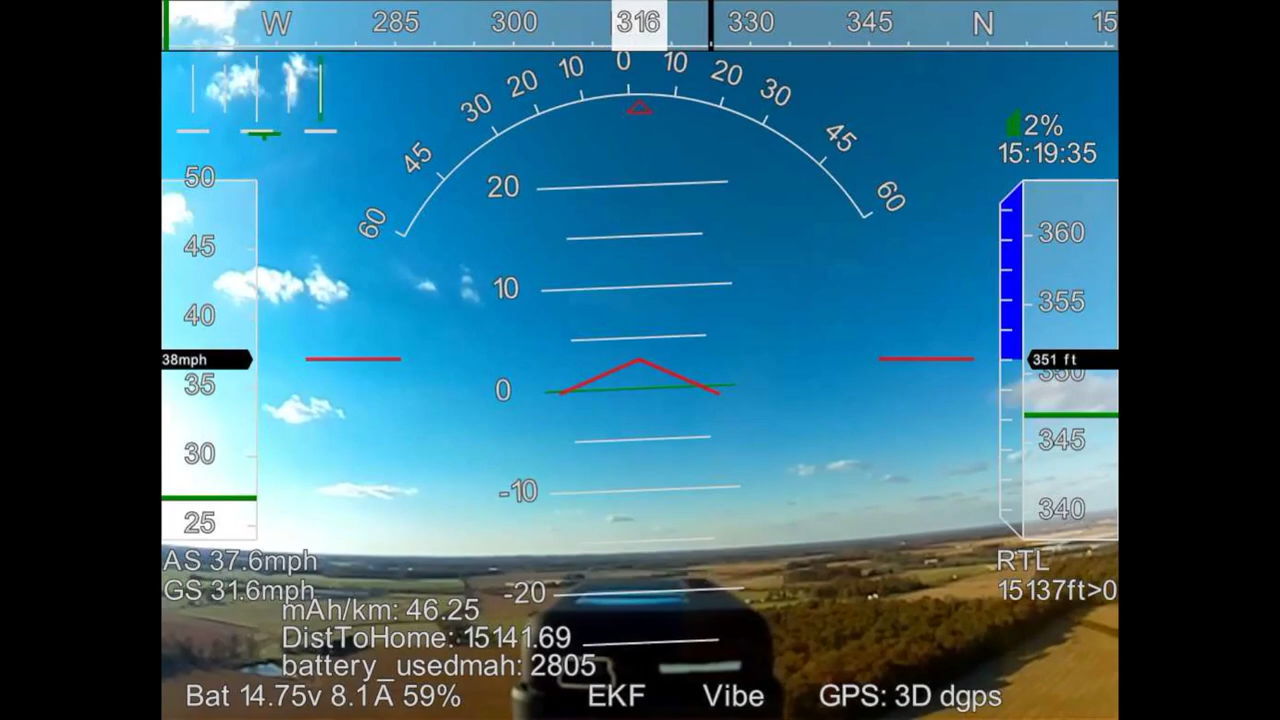 W 285 300 316 330 345 N 15
60 45 30 20 10 0 10 20 30 45 60
2%
15:19:35
50
45
40
38mph
35
30
25
20
10
0
-10
-20
360
355
351 ft
350
345
340
AS 37.6mph
GS 31.6mph
mAh/km: 46.25
DistToHome: 15141.69
battery_usedmah: 2805
Bat 14.75v 8.1A 59%
EKF
Vibe
GPS: 3D dgps
RTL
15137ft>0